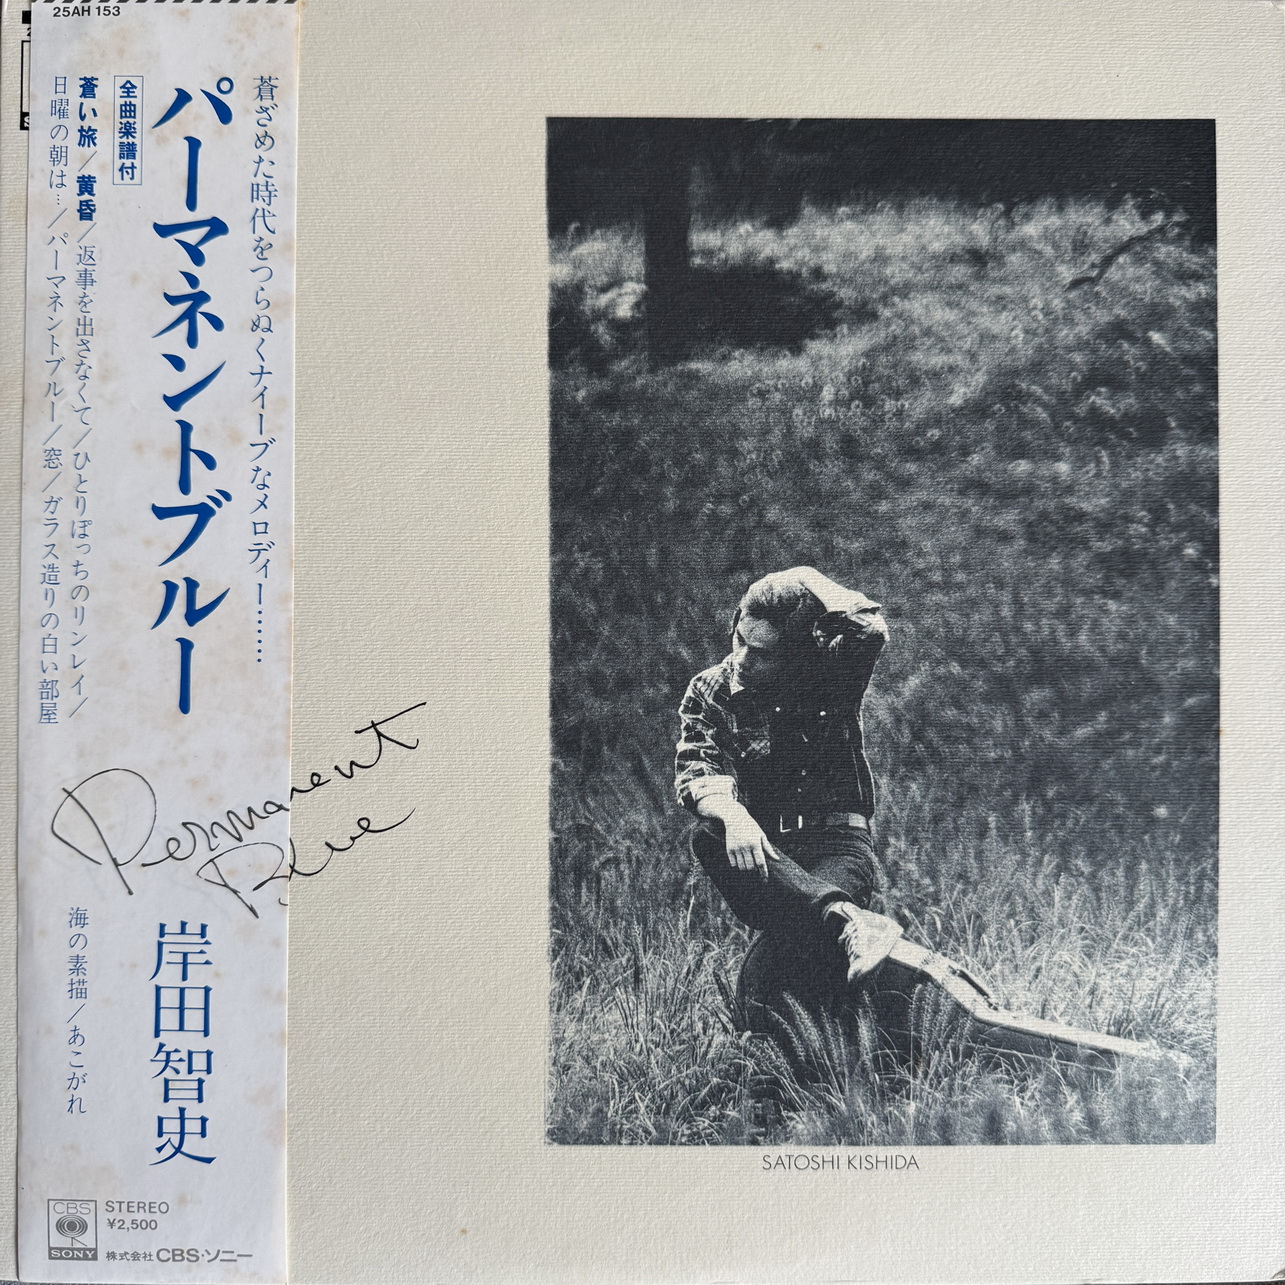 25AH 153
蒼ざめた時代をつらぬくナイーブなメロディー……
パーマネントブルー
全曲楽譜付
蒼い旅／黄昏／返事を出さなくて／ひとりぽっちのリンレイ／
日曜の朝は…／パーマネントブルー／窓／ガラス造りの白い部屋
海の素描／あこがれ
Permanent
Blue
岸田智史
SATOSHI KISHIDA
CBS
SONY
STEREO
¥2,500
株式会社CBS・ソニー